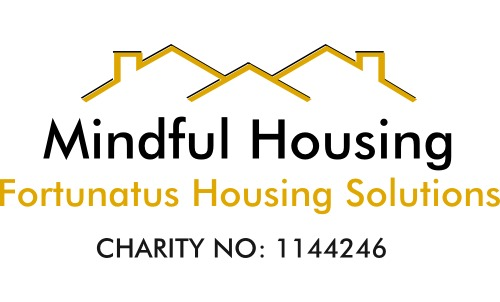 Mindful Housing
Fortunatus Housing Solutions
CHARITY NO: 1144246